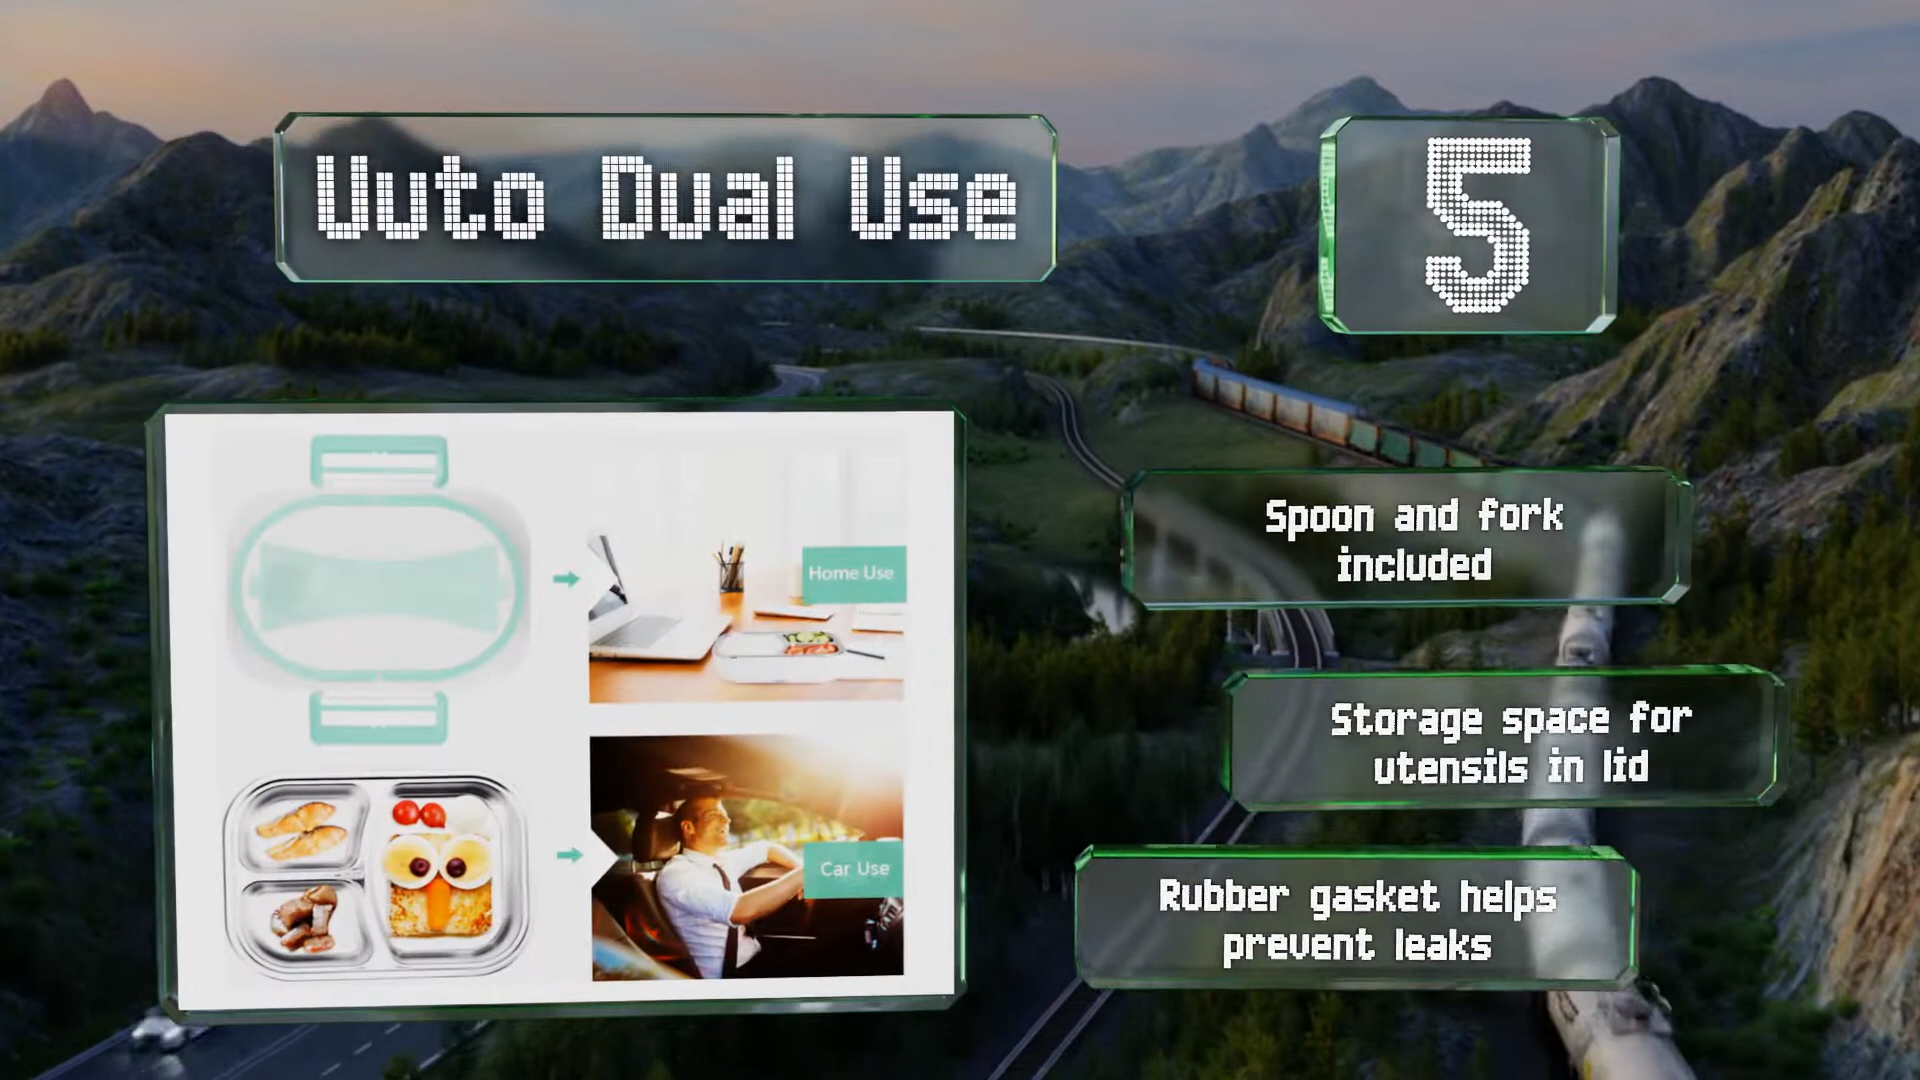 Uuto Dual Use
5
Home Use
Car Use
Spoon and fork
included
Storage space for
utensils in lid
Rubber gasket helps
prevent leaks